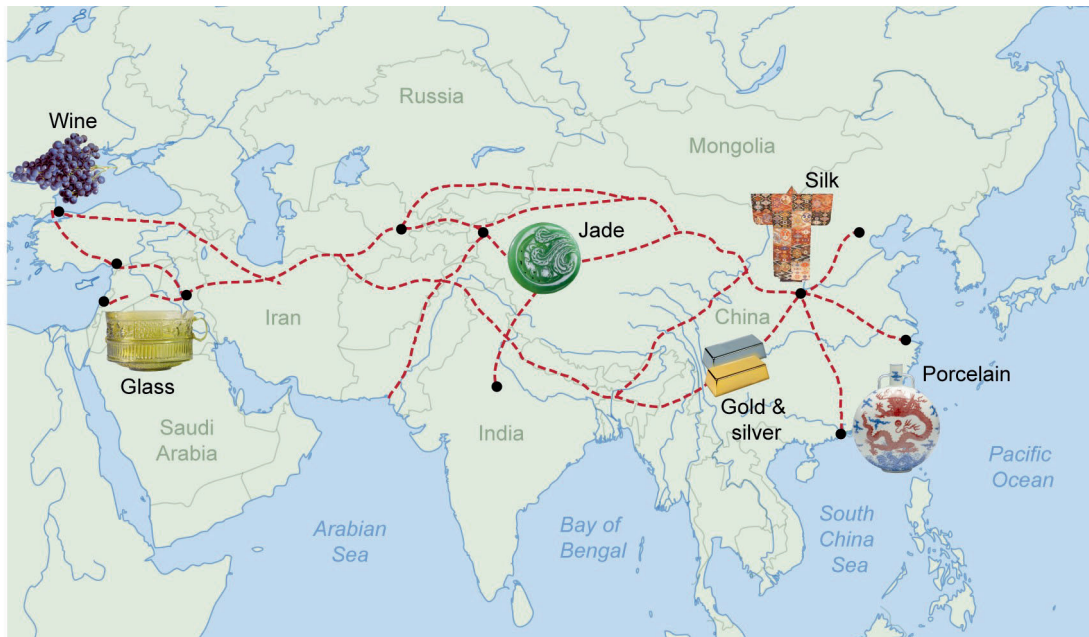 Russia
Mongolia
Wine
Silk
Jade
Iran
China
Glass
Porcelain
Gold &
silver
Saudi
Arabia
India
Pacific
Ocean
Arabian
Sea
Bay of
Bengal
South
China
Sea